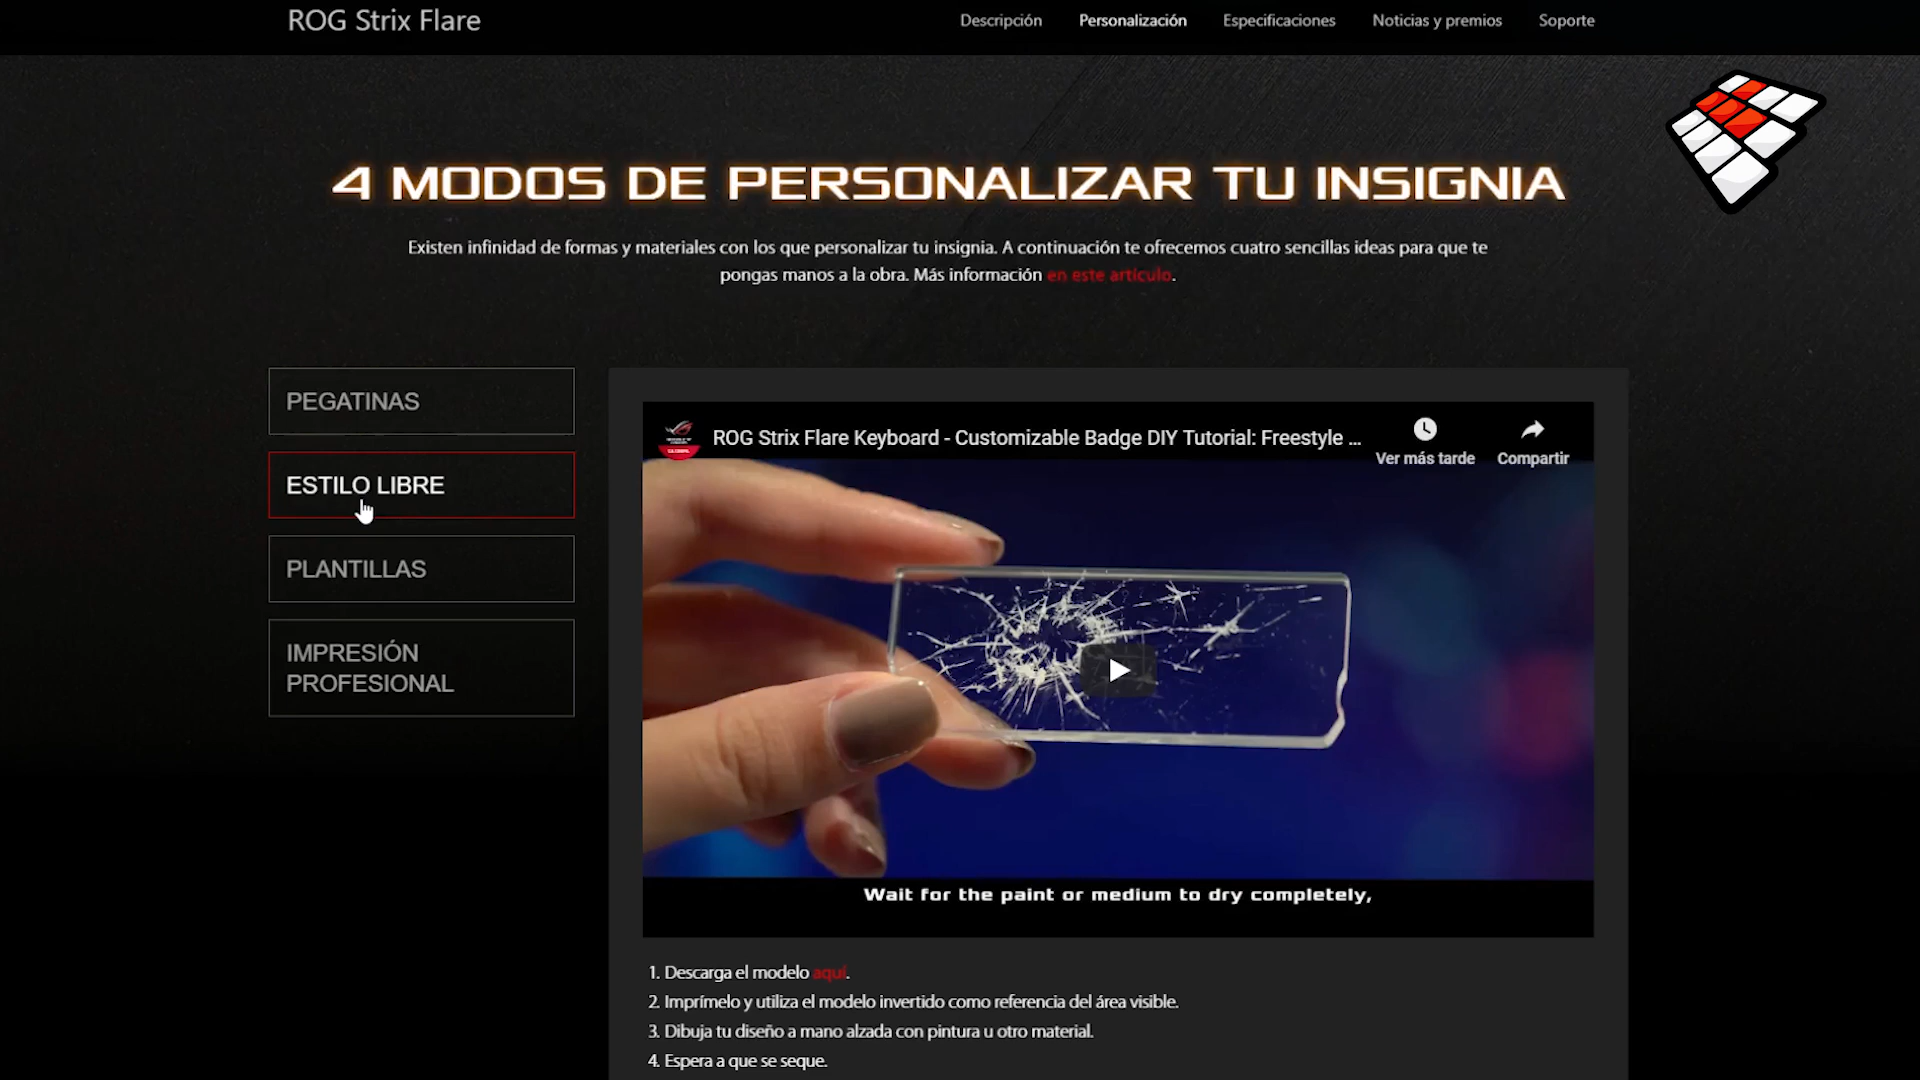 ROG Strix Flare
Descripción
Personalización
Especificaciones
Noticias y premios
Soporte
4 MODOS DE PERSONALIZAR TU INSIGNIA
Existen infinidad de formas y materiales con los que personalizar tu insignia. A continuación te ofrecemos cuatro sencillas ideas para que te
pongas manos a la obra. Más información en este artículo.
PEGATINAS
ESTILO LIBRE
PLANTILLAS
IMPRESIÓN
PROFESIONAL
ROG Strix Flare Keyboard - Customizable Badge DIY Tutorial: Freestyle ...
Ver más tarde
Compartir
Wait for the paint or medium to dry completely,
1. Descarga el modelo aquí.
2. Imprímelo y utiliza el modelo invertido como referencia del área visible.
3. Dibuja tu diseño a mano alzada con pintura u otro material.
4. Espera a que se seque.